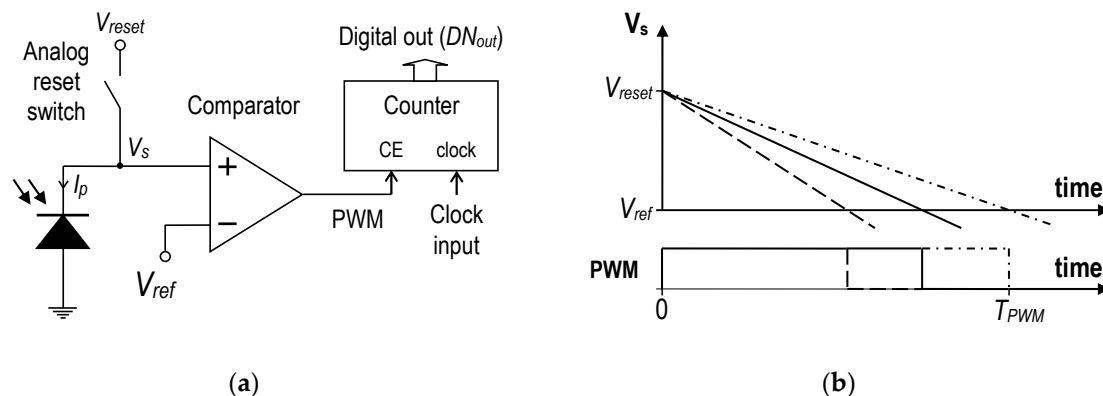 V_reset
Analog
reset
switch
V_s
I_p
Comparator
+
−
V_ref
PWM
Digital out (DN_out)
Counter
CE clock
Clock
input
(a)
V_s
V_reset
V_ref
time
PWM
time
0
T_PWM
(b)